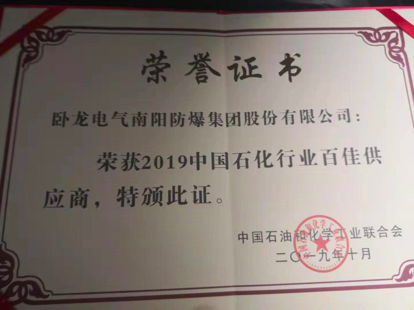 荣誉证书
卧龙电气南阳防爆集团股份有限公司：
荣获2019中国石化行业百佳供
应商，特颁此证。
中国石油和化学工业联合会
二〇一九年十月